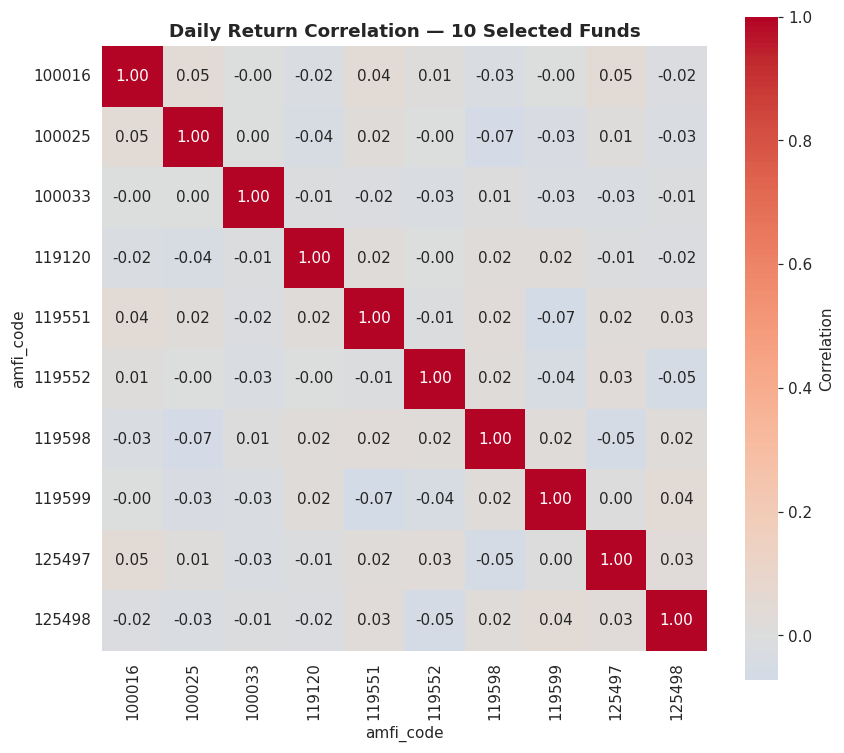 Daily Return Correlation — 10 Selected Funds
100016 1.00 0.05 -0.00 -0.02 0.04 0.01 -0.03 -0.00 0.05 -0.02
100025 0.05 1.00 0.00 -0.04 0.02 -0.00 -0.07 -0.03 0.01 -0.03
100033 -0.00 0.00 1.00 -0.01 -0.02 -0.03 0.01 -0.03 -0.03 -0.01
119120 -0.02 -0.04 -0.01 1.00 0.02 -0.00 0.02 0.02 -0.01 -0.02
119551 0.04 0.02 -0.02 0.02 1.00 -0.01 0.02 -0.07 0.02 0.03
119552 0.01 -0.00 -0.03 -0.00 -0.01 1.00 0.02 -0.04 0.03 -0.05
119598 -0.03 -0.07 0.01 0.02 0.02 0.02 1.00 0.02 -0.05 0.02
119599 -0.00 -0.03 -0.03 0.02 -0.07 -0.04 0.02 1.00 0.00 0.04
125497 0.05 0.01 -0.03 -0.01 0.02 0.03 -0.05 0.00 1.00 0.03
125498 -0.02 -0.03 -0.01 -0.02 0.03 -0.05 0.02 0.04 0.03 1.00
amfi_code
100016 100025 100033 119120 119551 119552 119598 119599 125497 125498
amfi_code
1.0
0.8
0.6
0.4
0.2
0.0
Correlation